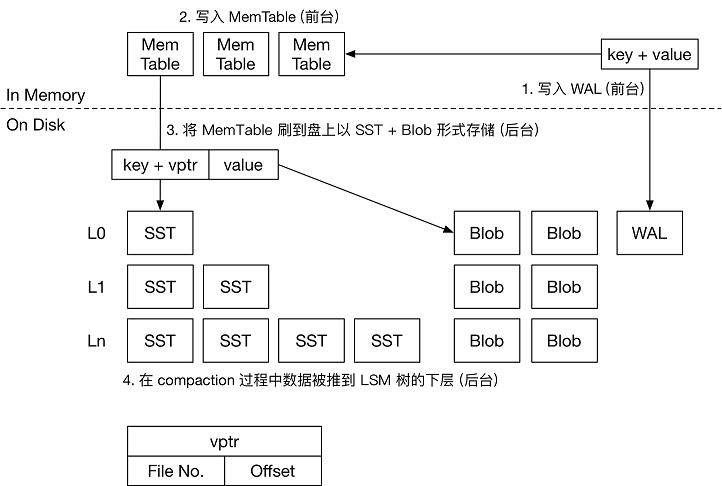 2. 写入 MemTable (前台)
Mem Table
Mem Table
Mem Table
key + value
1. 写入 WAL (前台)
In Memory
On Disk
3. 将 MemTable 刷到盘上以 SST + Blob 形式存储 (后台)
key + vptr
value
L0
SST
Blob
Blob
WAL
L1
SST
SST
Blob
Blob
Ln
SST
SST
SST
SST
Blob
Blob
4. 在 compaction 过程中数据被推到 LSM 树的下层 (后台)
vptr
File No.
Offset